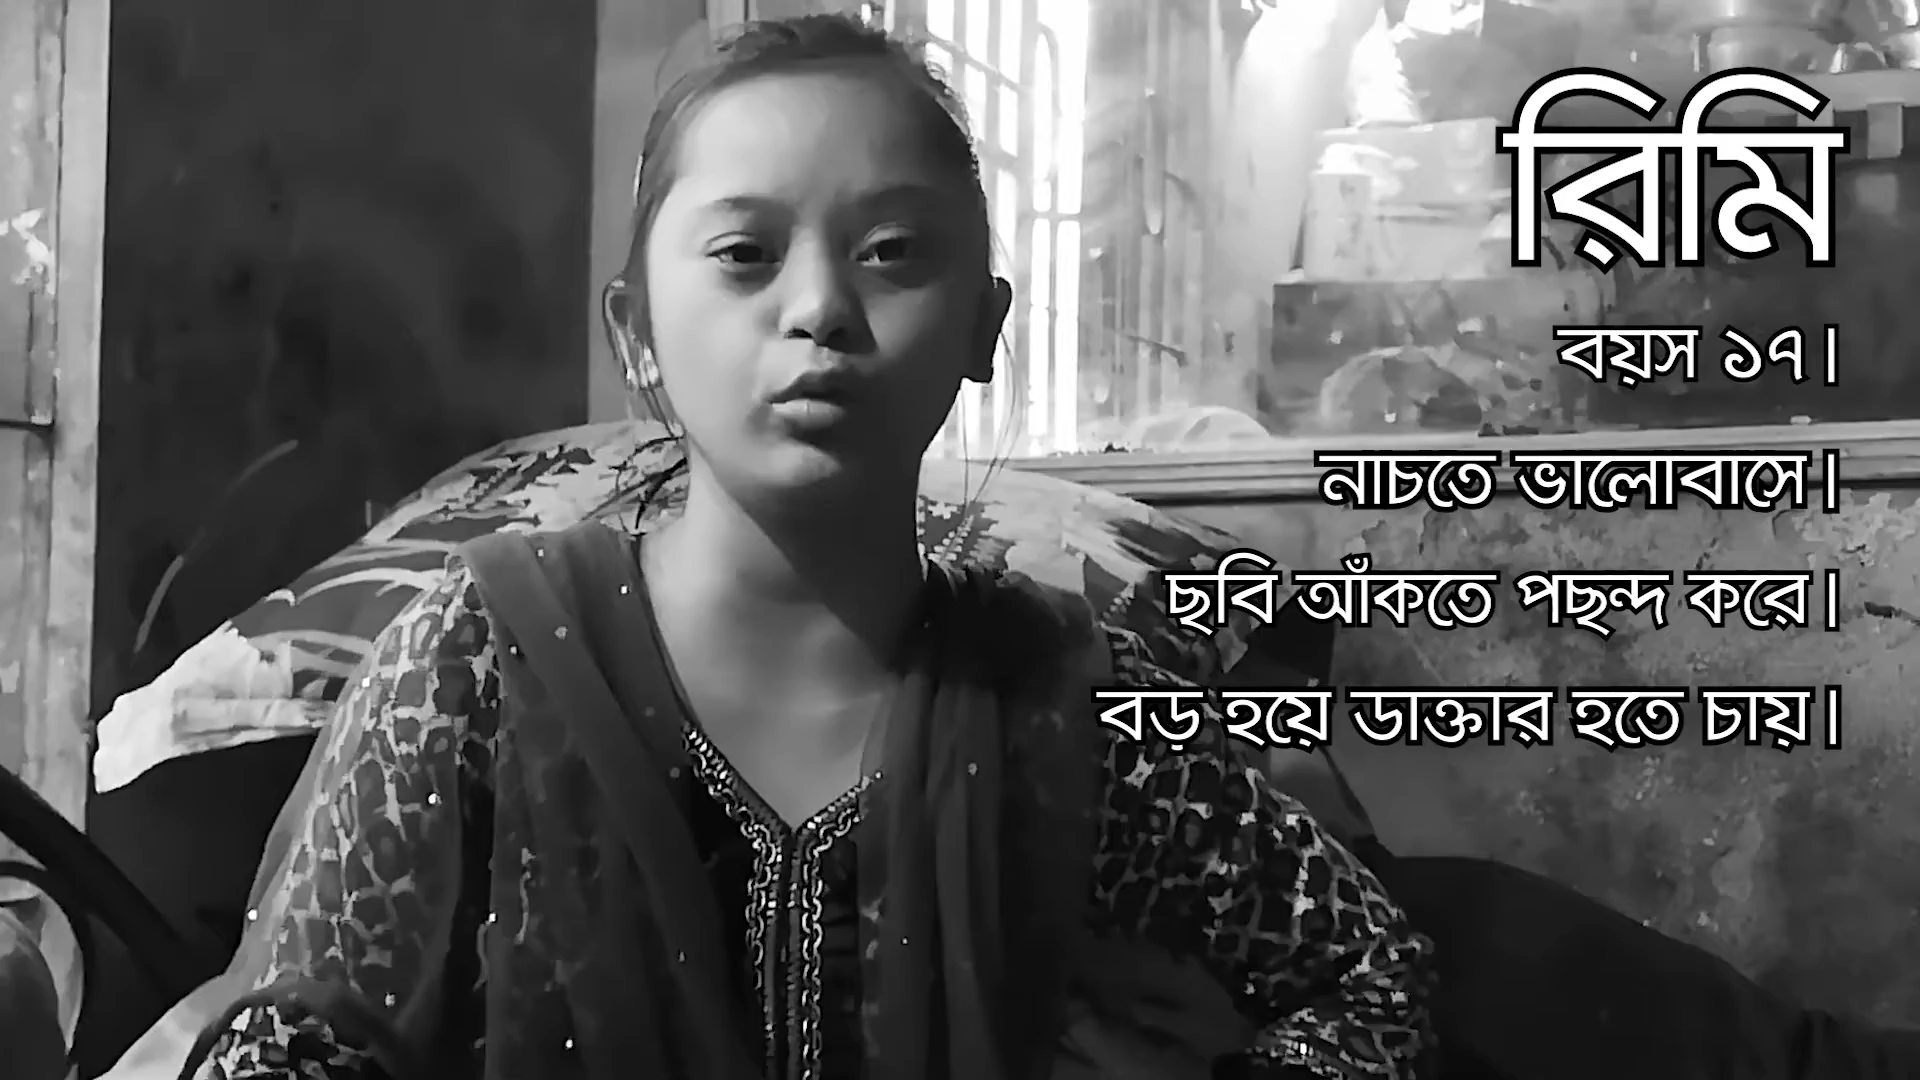 রিমি
বয়স ১৭।
নাচতে ভালোবাসে।
ছবি আঁকতে পছন্দ করে।
বড় হয়ে ডাক্তার হতে চায়।